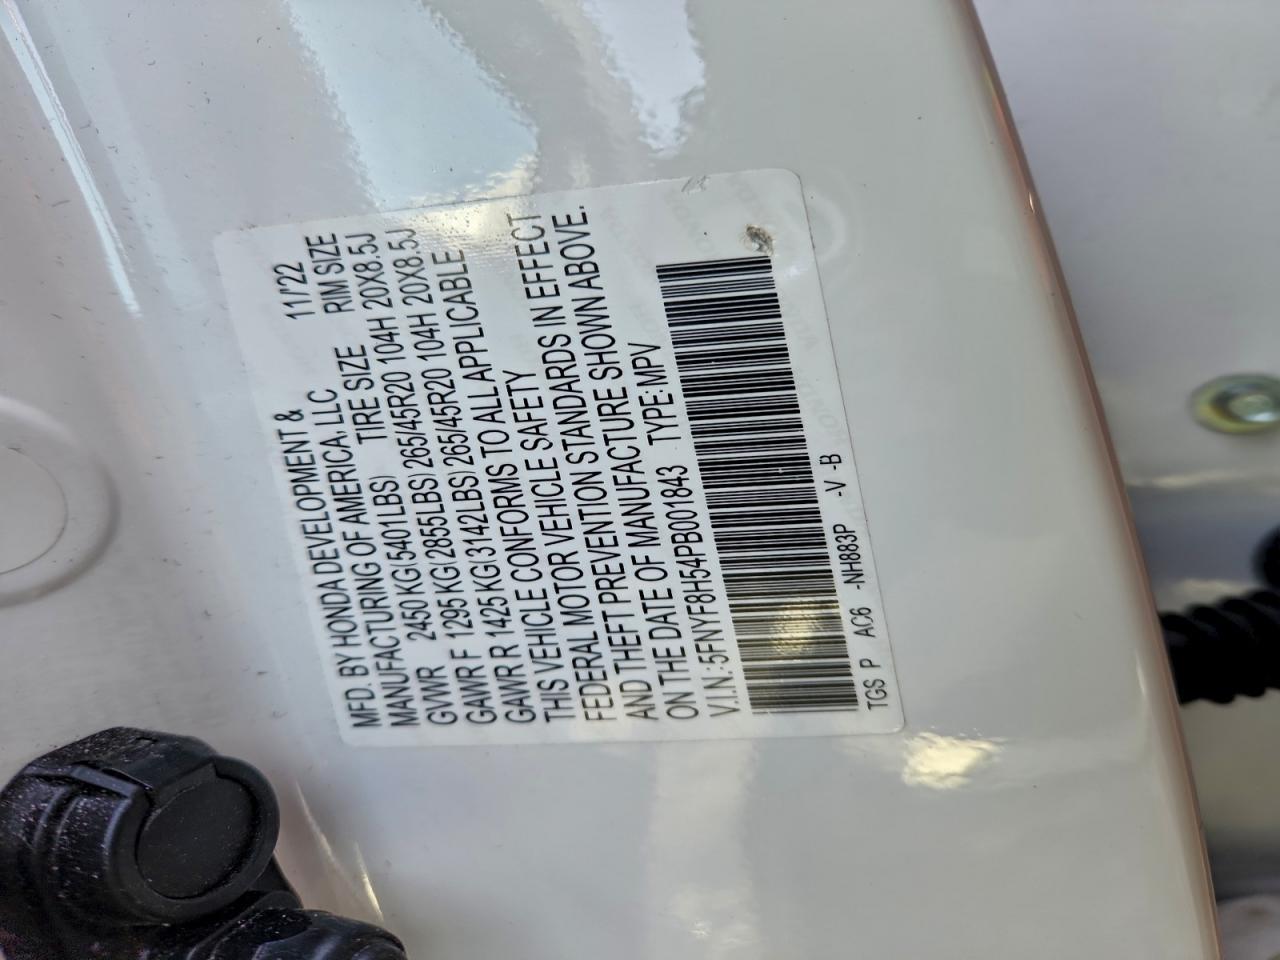 MFD. BY HONDA DEVELOPMENT & 11/'22
MANUFACTURING OF AMERICA, LLC TIRE SIZE RIM SIZE
GVWR 2450 KG(5401LBS) 265/45R20 104H 20X8.5J
GAWR F 1295 KG(2855LBS) 265/45R20 104H 20X8.5J
GAWR R 1425 KG(3142LBS)
THIS VEHICLE CONFORMS TO ALL APPLICABLE
FEDERAL MOTOR VEHICLE SAFETY
AND THEFT PREVENTION STANDARDS IN EFFECT
ON THE DATE OF MANUFACTURE SHOWN ABOVE.
V.I.N.:5FNYF8H54PB001843 TYPE:MPV
TGS P AC6 -NH883P -V -B